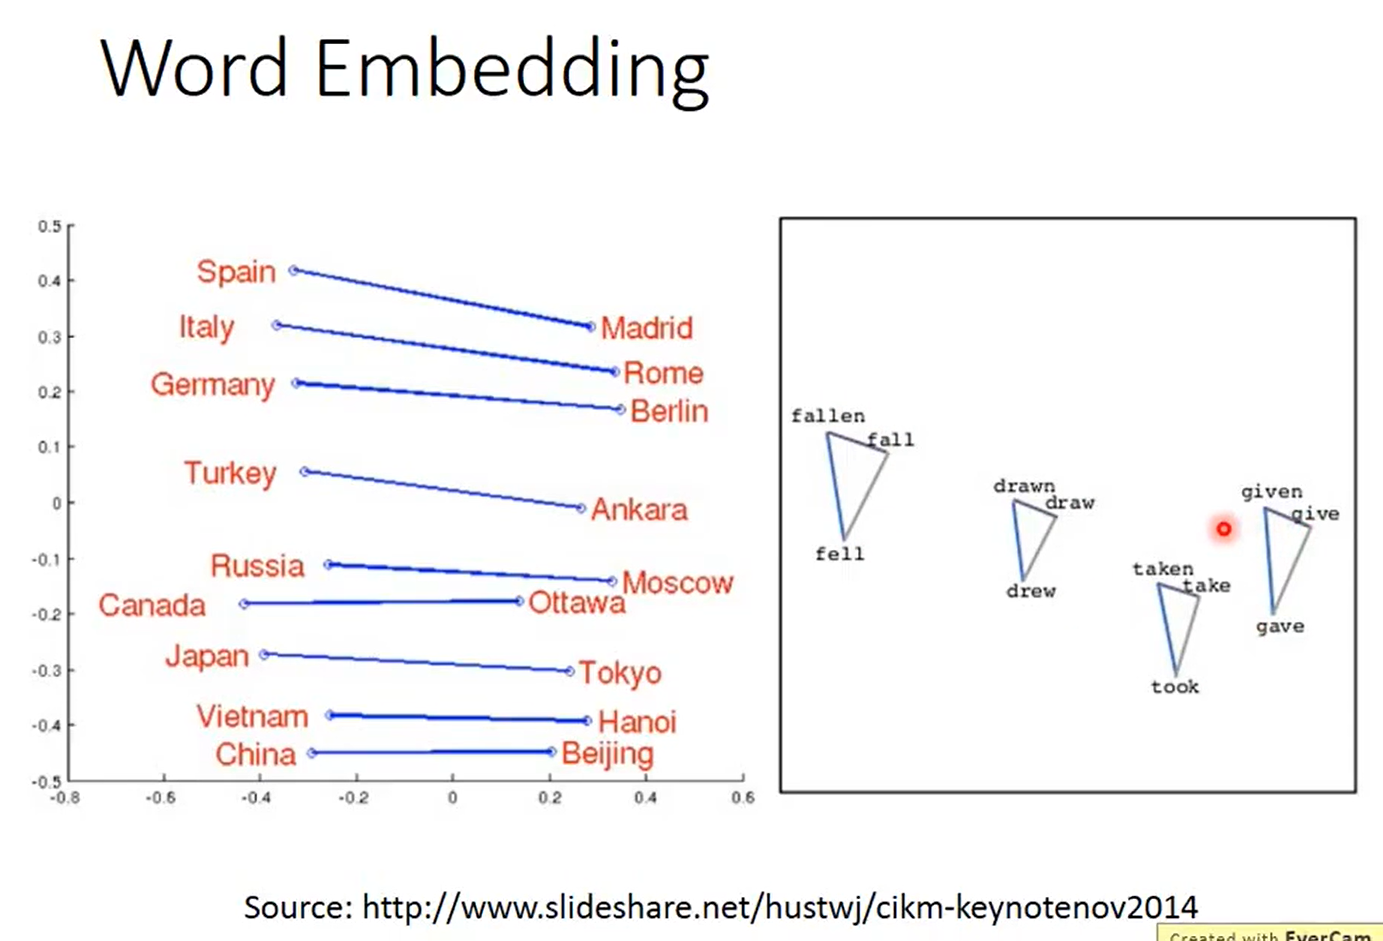 Word Embedding
0.5
0.4
0.3
0.2
0.1
0
-0.1
-0.2
-0.3
-0.4
-0.5
-0.8
-0.6
-0.4
-0.2
0
0.2
0.4
0.6
Spain
Madrid
Italy
Rome
Germany
Berlin
Turkey
Ankara
Russia
Moscow
Canada
Ottawa
Japan
Tokyo
Vietnam
Hanoi
China
Beijing
fallen
fall
fell
drawn
draw
drew
taken
take
took
given
give
gave
Source: http://www.slideshare.net/hustwj/cikm-keynotenov2014
Created with EverCam